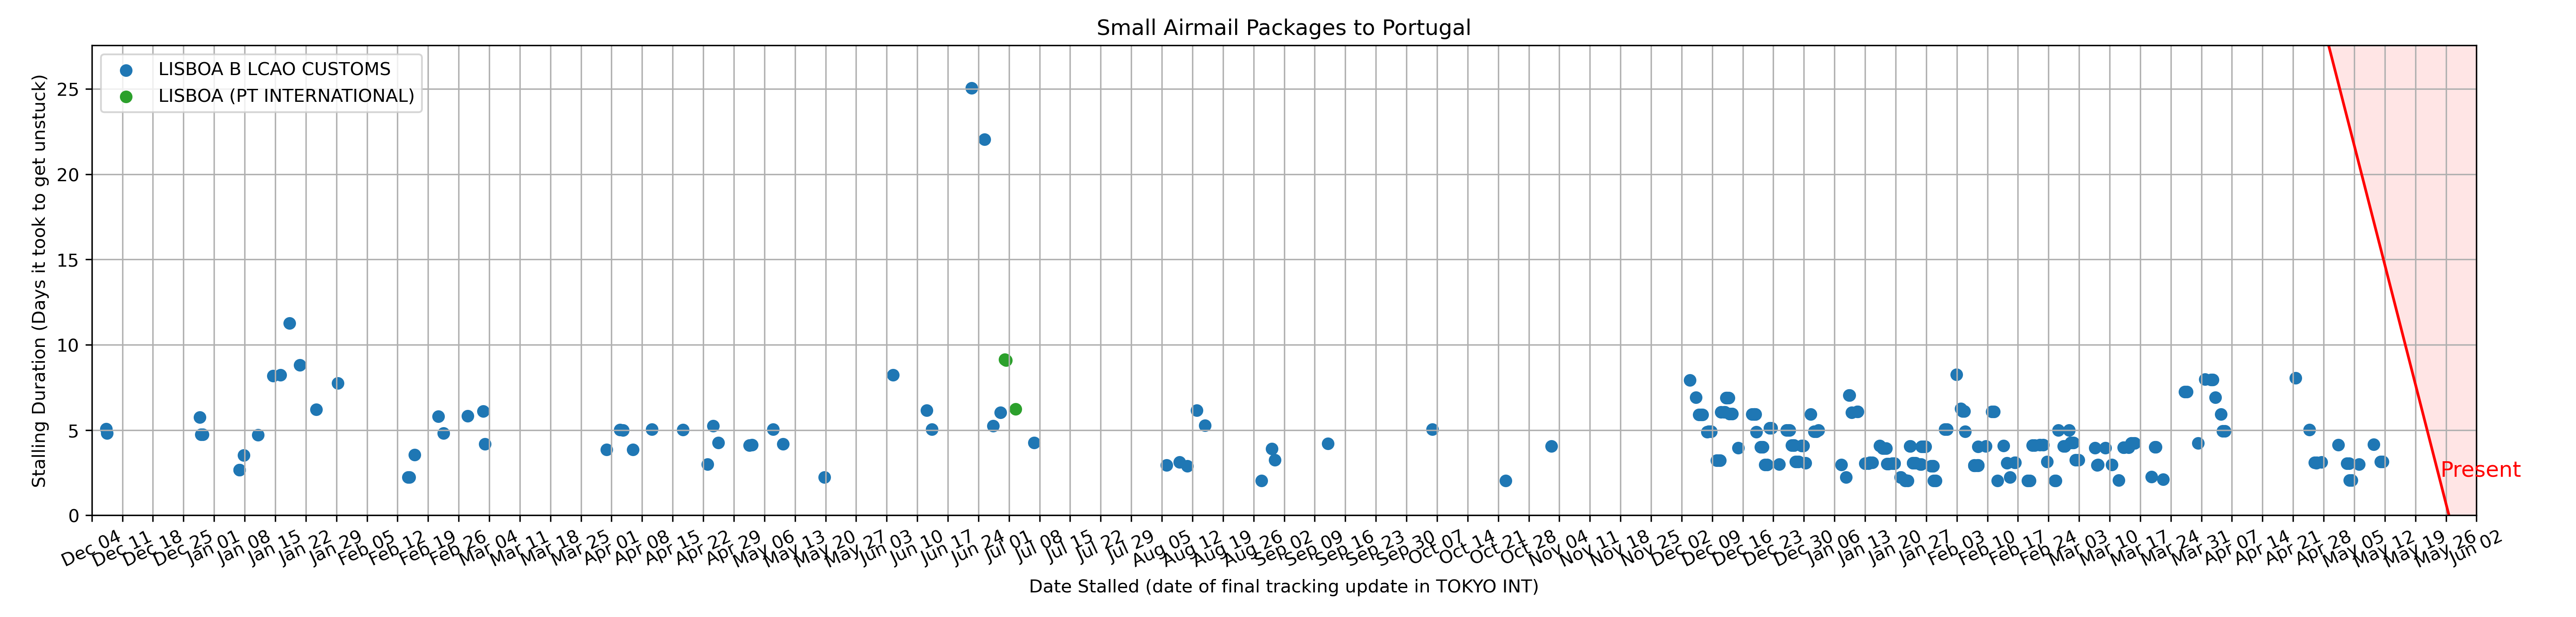 Small Airmail Packages to Portugal
LISBOA B LCAO CUSTOMS
LISBOA (PT INTERNATIONAL)
Stalling Duration (Days it took to get unstuck)
25
20
15
10
5
0
Present
Dec 04 Dec 11 Dec 18 Dec 25 Jan 01 Jan 08 Jan 15 Jan 22 Jan 29 Feb 05 Feb 12 Feb 19 Feb 26 Mar 04 Mar 11 Mar 18 Mar 25 Apr 01 Apr 08 Apr 15 Apr 22 Apr 29 May 06 May 13 May 20 May 27 Jun 03 Jun 10 Jun 17 Jun 24 Jul 01 Jul 08 Jul 15 Jul 22 Jul 29 Aug 05 Aug 12 Aug 19 Aug 26 Sep 02 Sep 09 Sep 16 Sep 23 Sep 30 Oct 07 Oct 14 Oct 21 Oct 28 Nov 04 Nov 11 Nov 18 Nov 25 Dec 02 Dec 09 Dec 16 Dec 23 Dec 30 Jan 06 Jan 13 Jan 20 Jan 27 Feb 03 Feb 10 Feb 17 Feb 24 Mar 03 Mar 10 Mar 17 Mar 24 Mar 31 Apr 07 Apr 14 Apr 21 Apr 28 May 05 May 12 May 19 May 26 Jun 02
Date Stalled (date of final tracking update in TOKYO INT)